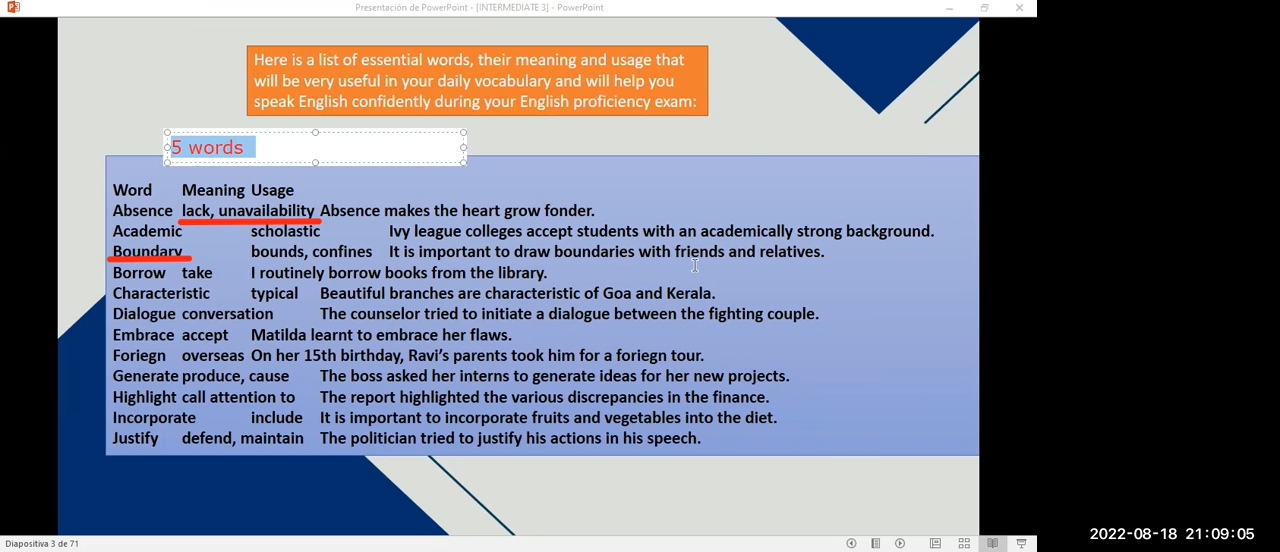 Presentación de PowerPoint - [INTERMEDIATE 3] - PowerPoint
Here is a list of essential words, their meaning and usage that
will be very useful in your daily vocabulary and will help you
speak English confidently during your English proficiency exam:
5 words
Word Meaning Usage
Absence lack, unavailability Absence makes the heart grow fonder.
Academic scholastic Ivy league colleges accept students with an academically strong background.
Boundary bounds, confines It is important to draw boundaries with friends and relatives.
Borrow take I routinely borrow books from the library.
Characteristic typical Beautiful branches are characteristic of Goa and Kerala.
Dialogue conversation The counselor tried to initiate a dialogue between the fighting couple.
Embrace accept Matilda learnt to embrace her flaws.
Foriegn overseas On her 15th birthday, Ravi's parents took him for a foriegn tour.
Generate produce, cause The boss asked her interns to generate ideas for her new projects.
Highlight call attention to The report highlighted the various discrepancies in the finance.
Incorporate include It is important to incorporate fruits and vegetables into the diet.
Justify defend, maintain The politician tried to justify his actions in his speech.
Diapositiva 3 de 71
2022-08-18 21:09:05